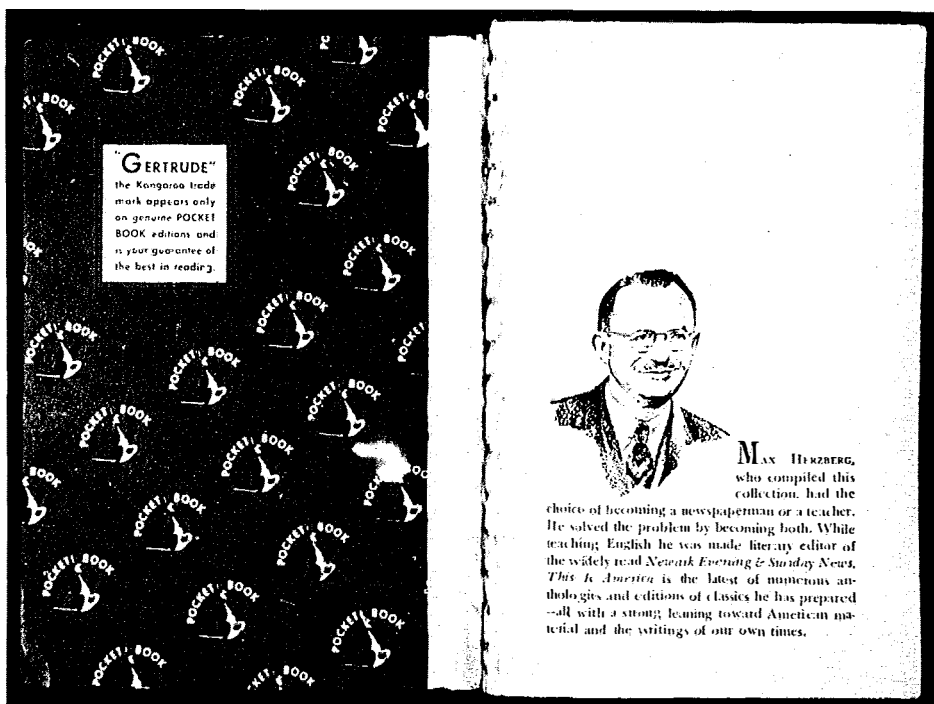 "GERTRUDE"
the Kangaroo trade
mark appears only
on genuine POCKET
BOOK editions and
is your guarantee of
the best in reading.
POCKET BOOK
MAX HERZBERG,
who compiled this
collection, had the
choice of becoming a newspaperman or a teacher.
He solved the problem by becoming both. While
teaching English he was made literary editor of
the widely read Newark Evening & Sunday News.
This Is America is the latest of numerous an-
thologies and editions of classics he has prepared
--all with a strong leaning toward American ma-
terial and the writings of our own times.